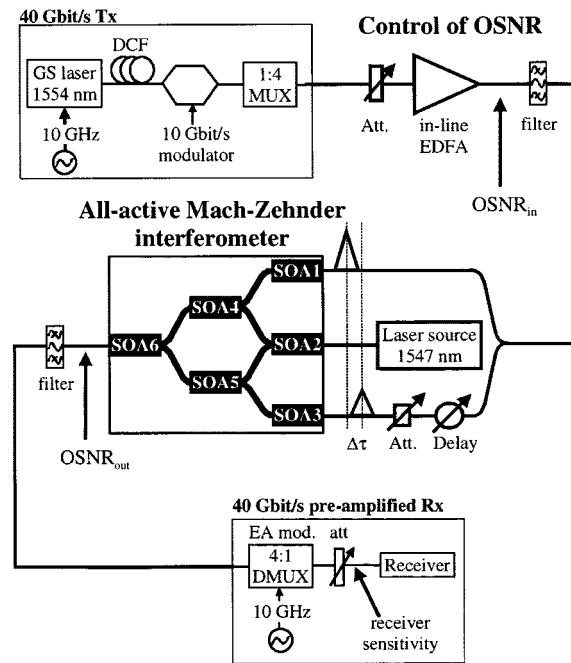 40 Gbit/s Tx
Control of OSNR
DCF
GS laser
1554 nm
1:4
MUX
10 GHz
10 Gbit/s
modulator
Att.
in-line
EDFA
filter
OSNRin
All-active Mach-Zehnder
interferometer
SOA1
SOA4
SOA6
SOA2
SOA5
SOA3
Laser source
1547 nm
filter
Δτ
Att.
Delay
OSNRout
40 Gbit/s pre-amplified Rx
EA mod.
att
4:1
DMUX
Receiver
10 GHz
receiver
sensitivity